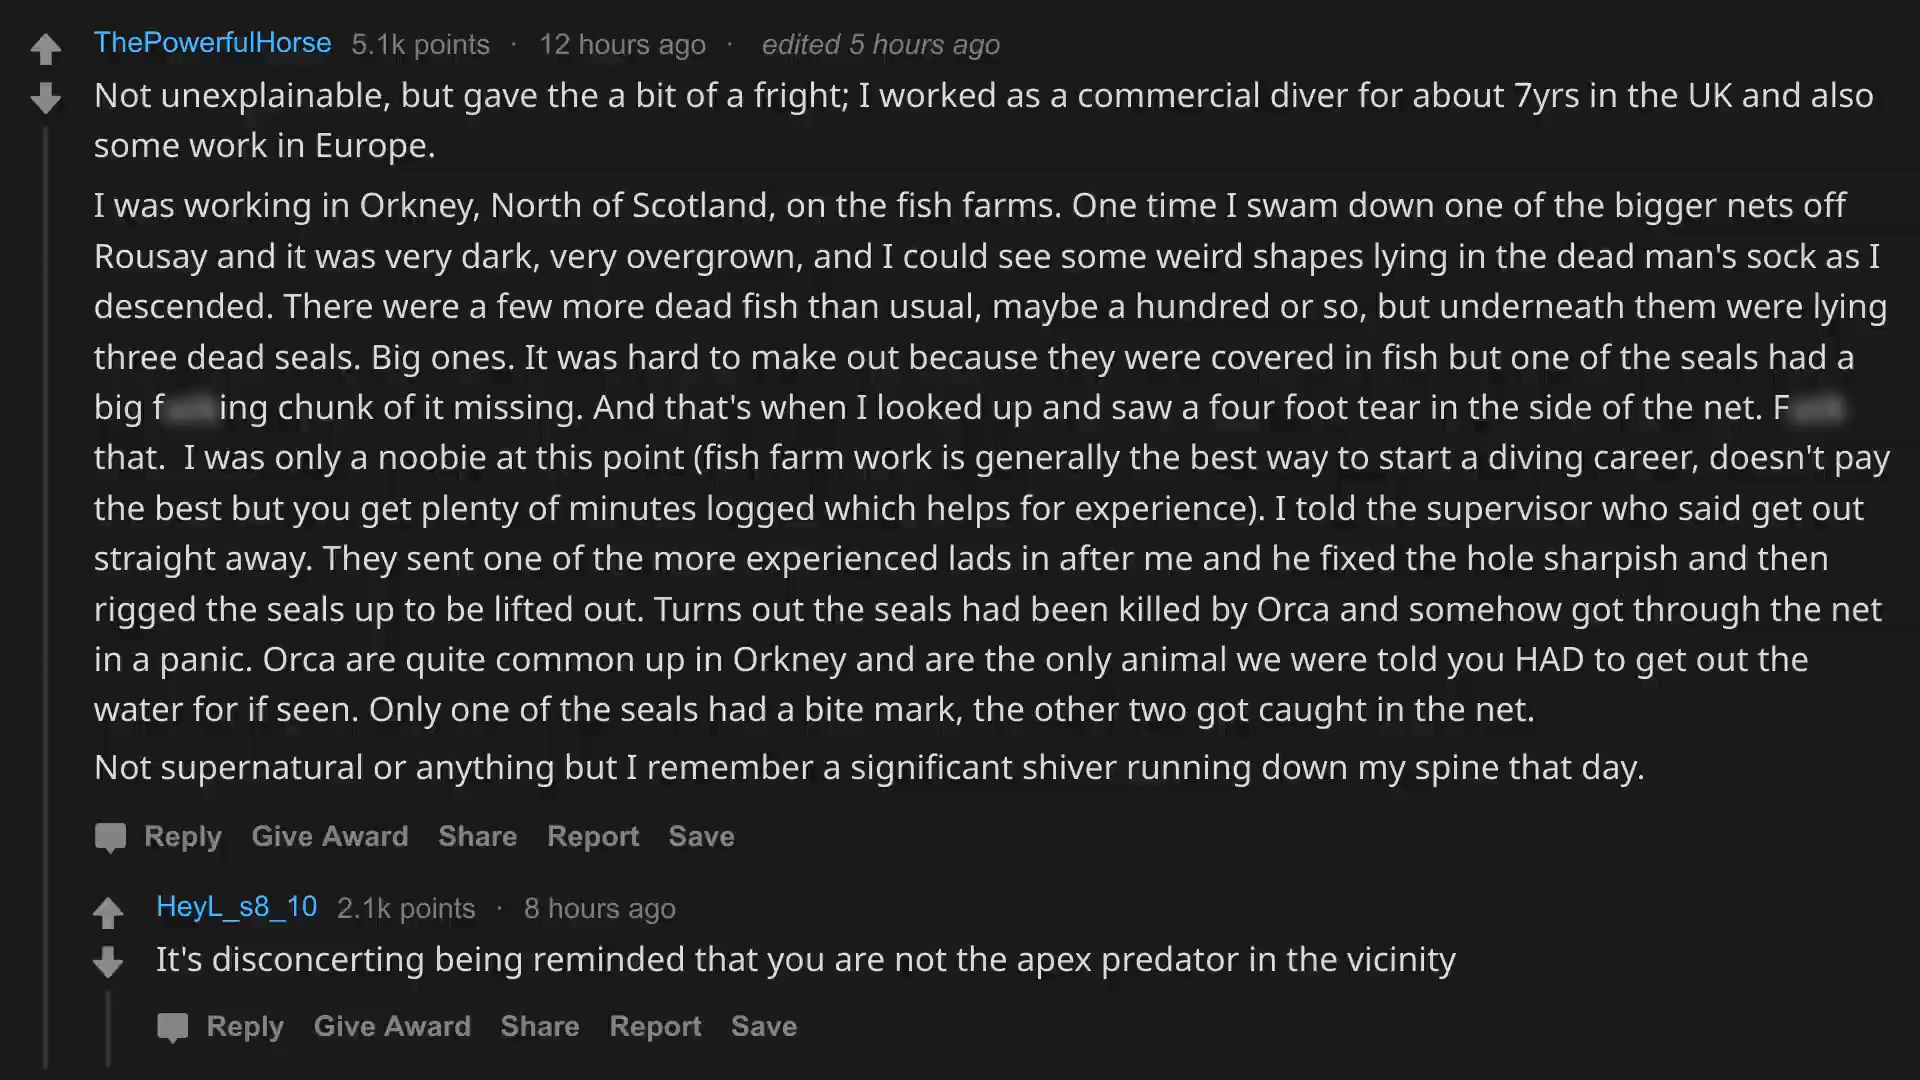 ThePowerfulHorse 5.1k points · 12 hours ago · edited 5 hours ago
Not unexplainable, but gave the a bit of a fright; I worked as a commercial diver for about 7yrs in the UK and also
some work in Europe.
I was working in Orkney, North of Scotland, on the fish farms. One time I swam down one of the bigger nets off
Rousay and it was very dark, very overgrown, and I could see some weird shapes lying in the dead man's sock as I
descended. There were a few more dead fish than usual, maybe a hundred or so, but underneath them were lying
three dead seals. Big ones. It was hard to make out because they were covered in fish but one of the seals had a
big f ing chunk of it missing. And that's when I looked up and saw a four foot tear in the side of the net. F
that. I was only a noobie at this point (fish farm work is generally the best way to start a diving career, doesn't pay
the best but you get plenty of minutes logged which helps for experience). I told the supervisor who said get out
straight away. They sent one of the more experienced lads in after me and he fixed the hole sharpish and then
rigged the seals up to be lifted out. Turns out the seals had been killed by Orca and somehow got through the net
in a panic. Orca are quite common up in Orkney and are the only animal we were told you HAD to get out the
water for if seen. Only one of the seals had a bite mark, the other two got caught in the net.
Not supernatural or anything but I remember a significant shiver running down my spine that day.
Reply Give Award Share Report Save
HeyL_s8_10 2.1k points · 8 hours ago
It's disconcerting being reminded that you are not the apex predator in the vicinity
Reply Give Award Share Report Save